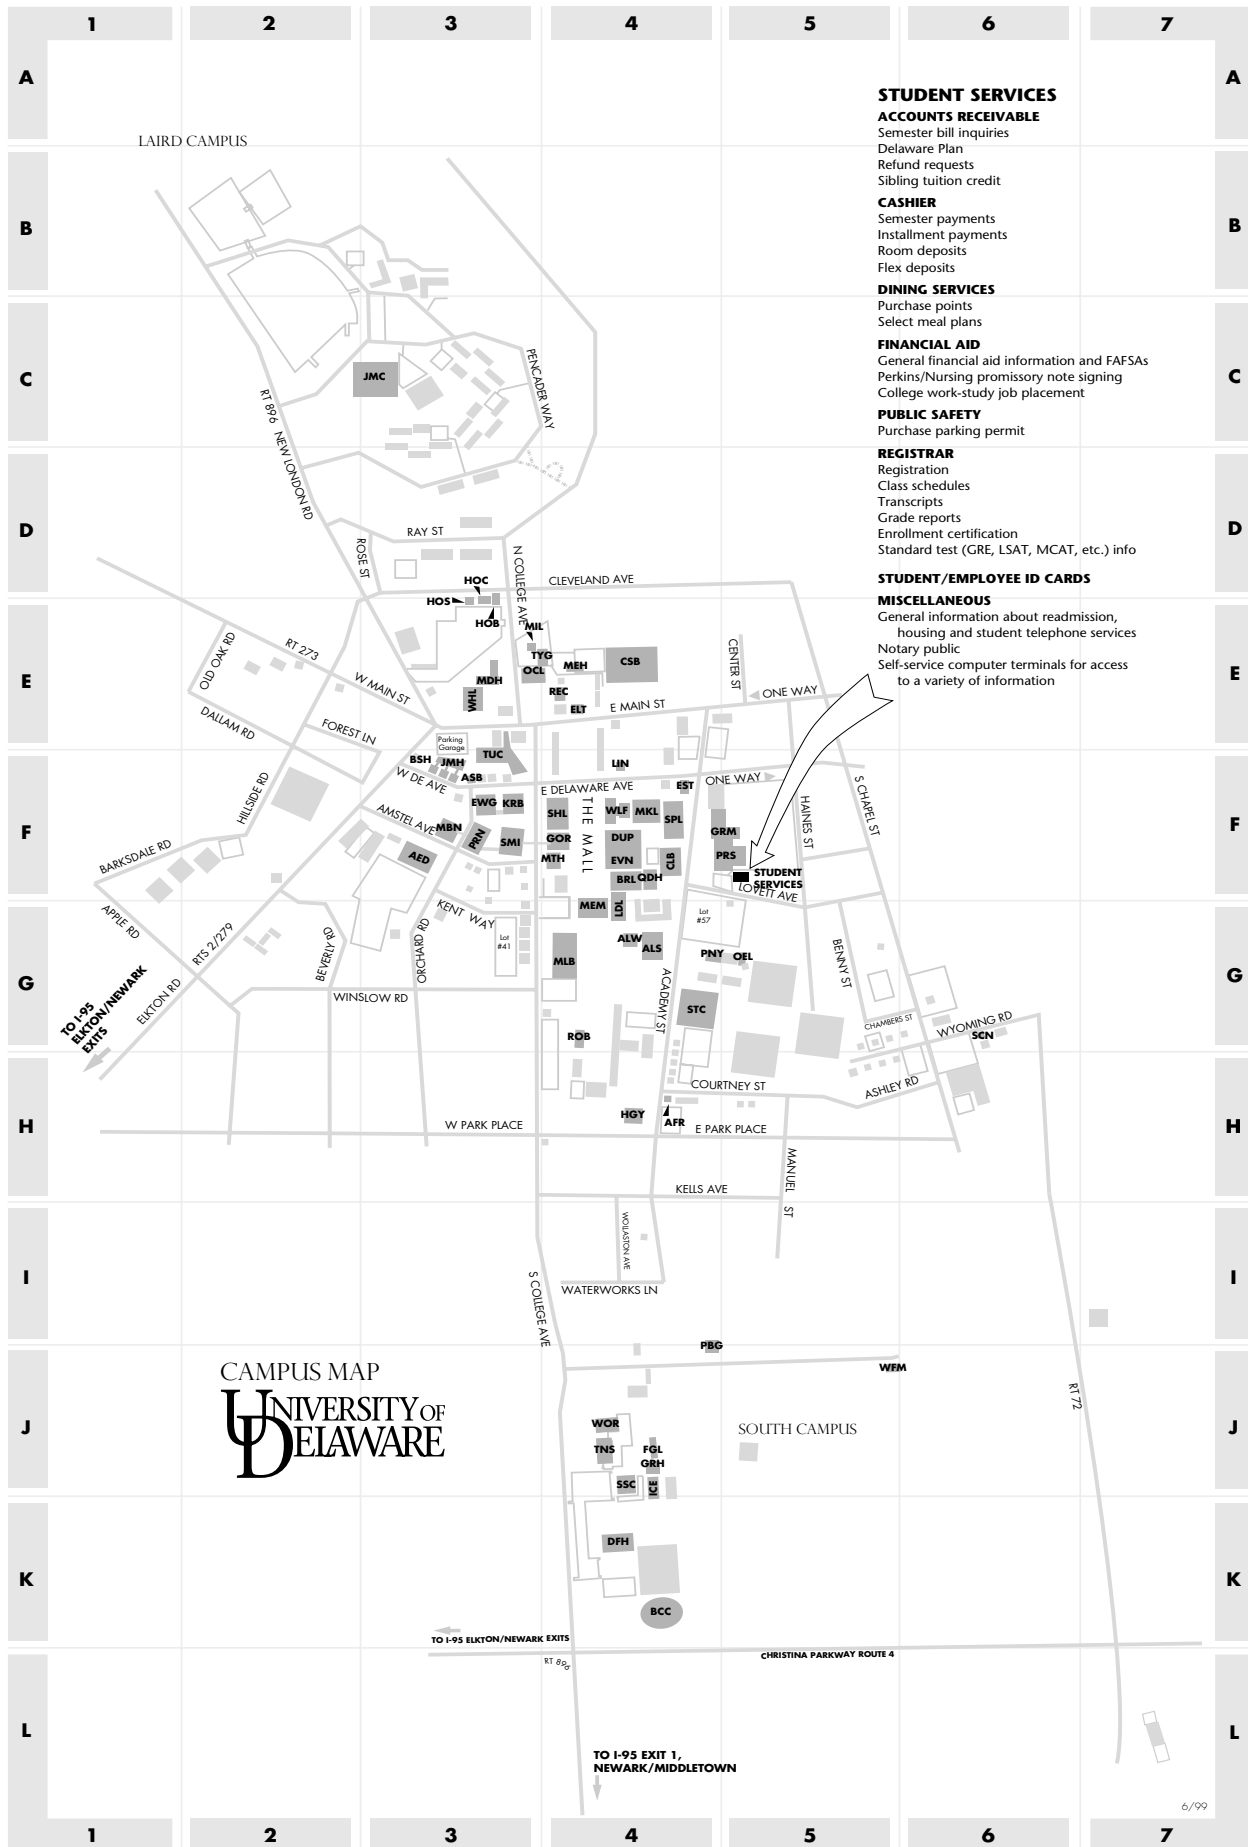 1 2 3 4 5 6 7
A A
STUDENT SERVICES
ACCOUNTS RECEIVABLE
Semester bill inquiries
Delaware Plan
Refund requests
Sibling tuition credit
CASHIER
Semester payments
Installment payments
Room deposits
Flex deposits
DINING SERVICES
Purchase points
Select meal plans
FINANCIAL AID
General financial aid information and FAFSAs
Perkins/Nursing promissory note signing
College work-study job placement
PUBLIC SAFETY
Purchase parking permit
REGISTRAR
Registration
Class schedules
Transcripts
Grade reports
Enrollment certification
Standard test (GRE, LSAT, MCAT, etc.) info
STUDENT/EMPLOYEE ID CARDS
MISCELLANEOUS
General information about readmission,
housing and student telephone services
Notary public
Self-service computer terminals for access
to a variety of information
LAIRD CAMPUS
B B
C C
JMC
PENCADER WAY
RT 896 NEW LONDON RD
D D
RAY ST
ROSE ST
N COLLEGE AVE
CLEVELAND AVE
HOC
HOS
HOB
MIL
E E
OLD OAK RD
RT 273
W MAIN ST
DALLAM RD
FOREST LN
TYG
OCL
MEH
CSB
MDH
WHL
REC
ELT
E MAIN ST
CENTER ST
ONE WAY
Parking
Garage
TUC
BSH
JMH
ASB
W DE AVE
LIN
E DELAWARE AVE
EST
ONE WAY
F F
HILLSIDE RD
AMSTEL AVE
EWG
KRB
MBN
PRN
SMI
AED
SHL
GOR
MTH
THE MALL
WLF
MKL
SPL
DUP
EVN
CLB
BRL
QDH
GRM
PRS
HAINES ST
S CHAPEL ST
STUDENT
SERVICES
LOVETT AVE
BARKSDALE RD
APPLE RD
G G
RTS 2/279
ELKTON RD
BEVERLY RD
ORCHARD RD
KENT WAY
Lot
#41
MEM
LDL
Lot
#57
ALW
ALS
MLB
PNY
OEL
BENNY ST
TO I-95
ELKTON/NEWARK
EXITS
WINSLOW RD
ACADEMY ST
STC
CHAMBERS ST
WYOMING RD
SCN
ROB
H H
COURTNEY ST
ASHLEY RD
HGY
AFR
W PARK PLACE
E PARK PLACE
MANUEL ST
KELLS AVE
I I
WOLLASTON AVE
WATERWORKS LN
S COLLEGE AVE
PBG
WFM
RT 72
J J
CAMPUS MAP
UNIVERSITY OF
DELAWARE
SOUTH CAMPUS
WOR
TNS
FGL
GRH
SSC
ICE
K K
DFH
BCC
TO I-95 ELKTON/NEWARK EXITS
CHRISTINA PARKWAY ROUTE 4
RT 896
L L
TO I-95 EXIT 1,
NEWARK/MIDDLETOWN
6/99
1 2 3 4 5 6 7